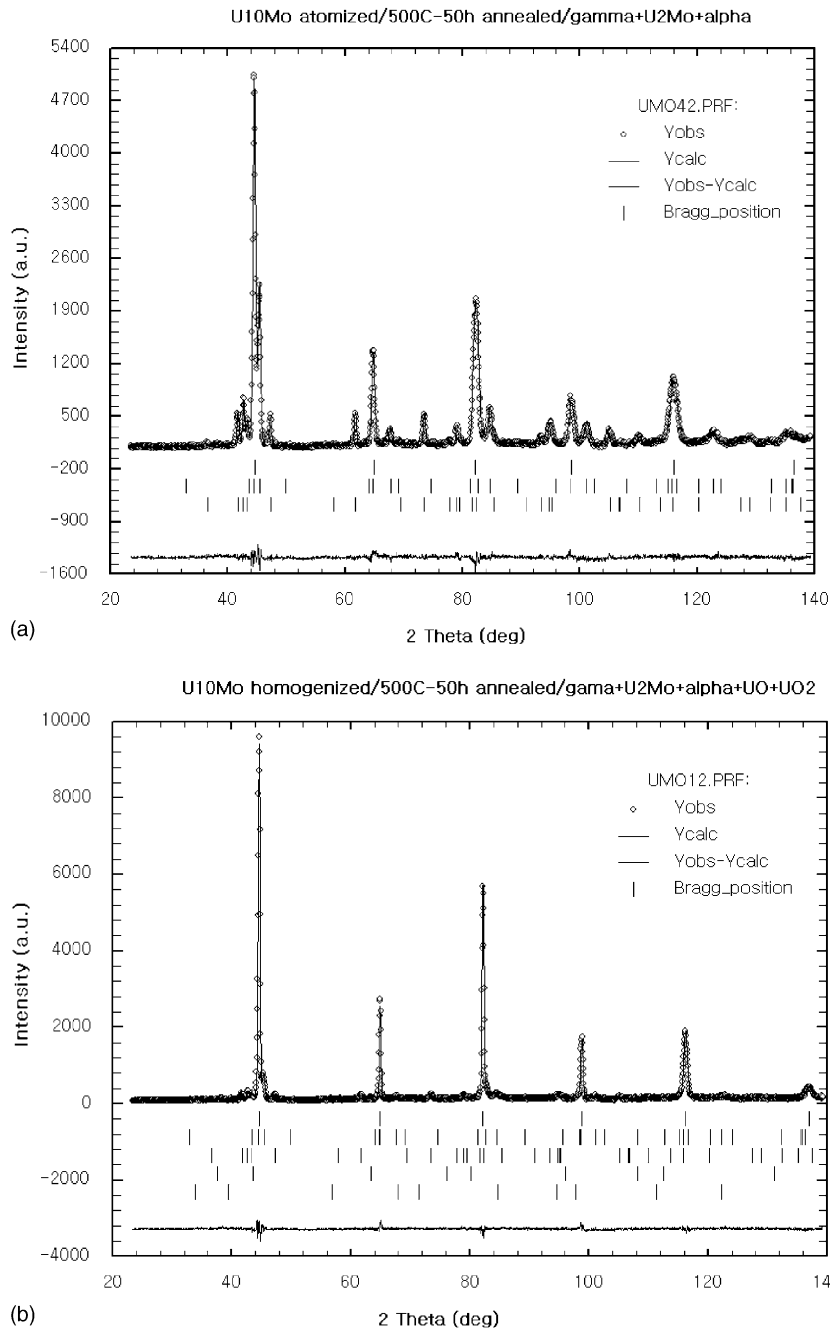 U10Mo atomized/500C-50h annealed/gamma+U2Mo+alpha
5400
4700
4000
3300
2600
1900
1200
500
-200
-900
-1600
Intensity (a.u.)
UMO42.PRF:
Yobs
Ycalc
Yobs-Ycalc
Bragg_position
20 40 60 80 100 120 140
2 Theta (deg)
(a)
U10Mo homogenized/500C-50h annealed/gama+U2Mo+alpha+UO+UO2
10000
8000
6000
4000
2000
0
-2000
-4000
Intensity (a.u.)
UMO12.PRF:
Yobs
Ycalc
Yobs-Ycalc
Bragg_position
20 40 60 80 100 120 140
2 Theta (deg)
(b)